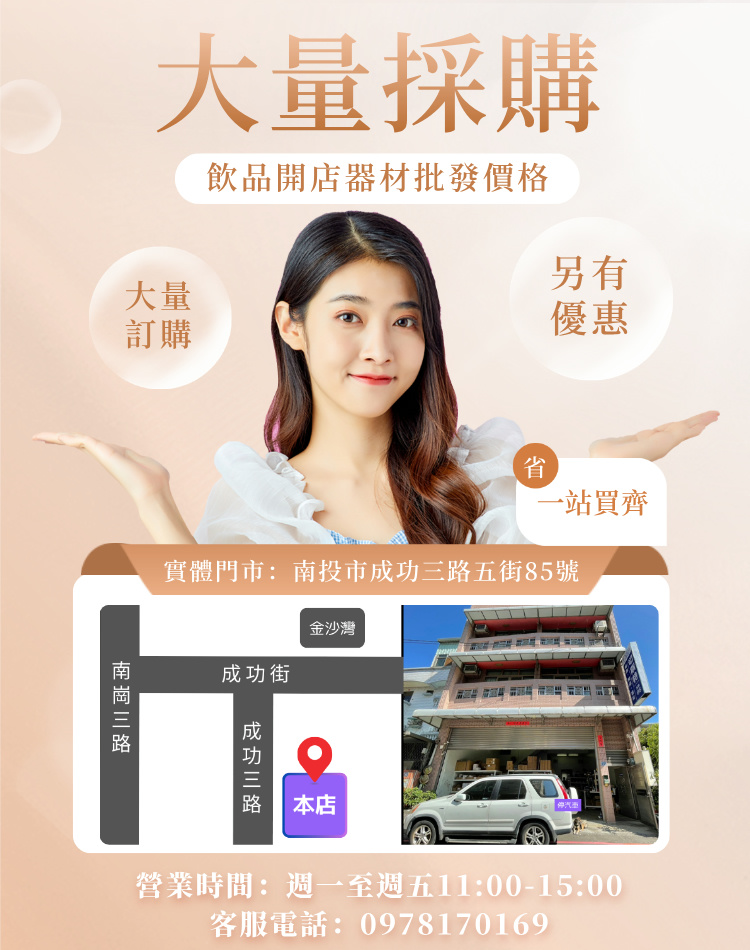 大量採購
飲品開店器材批發價格
大量
訂購
另有
優惠
省
一站買齊
實體門市：南投市成功三路五街85號
金沙灣
成功街
南崗三路
成功三路
本店
營業時間：週一至週五11:00-15:00
客服電話：0978170169